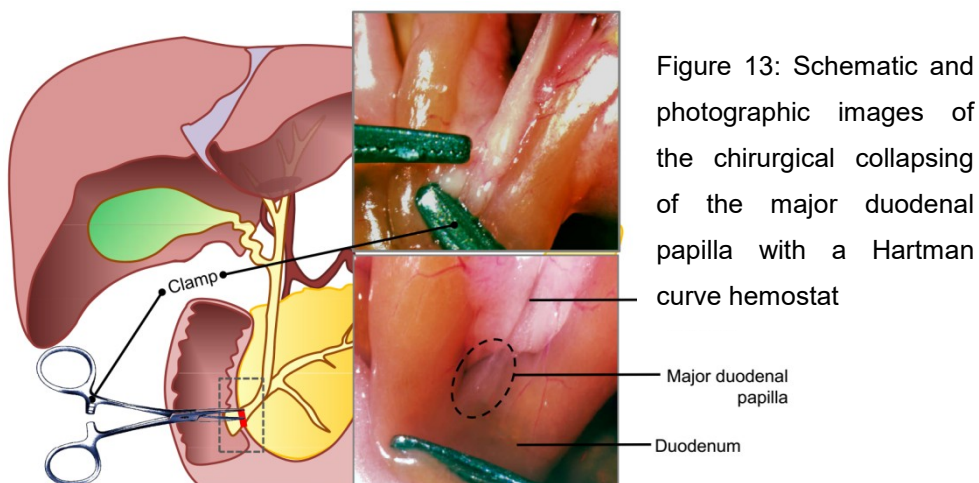 Clamp
Figure 13: Schematic and
photographic images of
the chirurgical collapsing
of the major duodenal
papilla with a Hartman
curve hemostat
Major duodenal
papilla
Duodenum